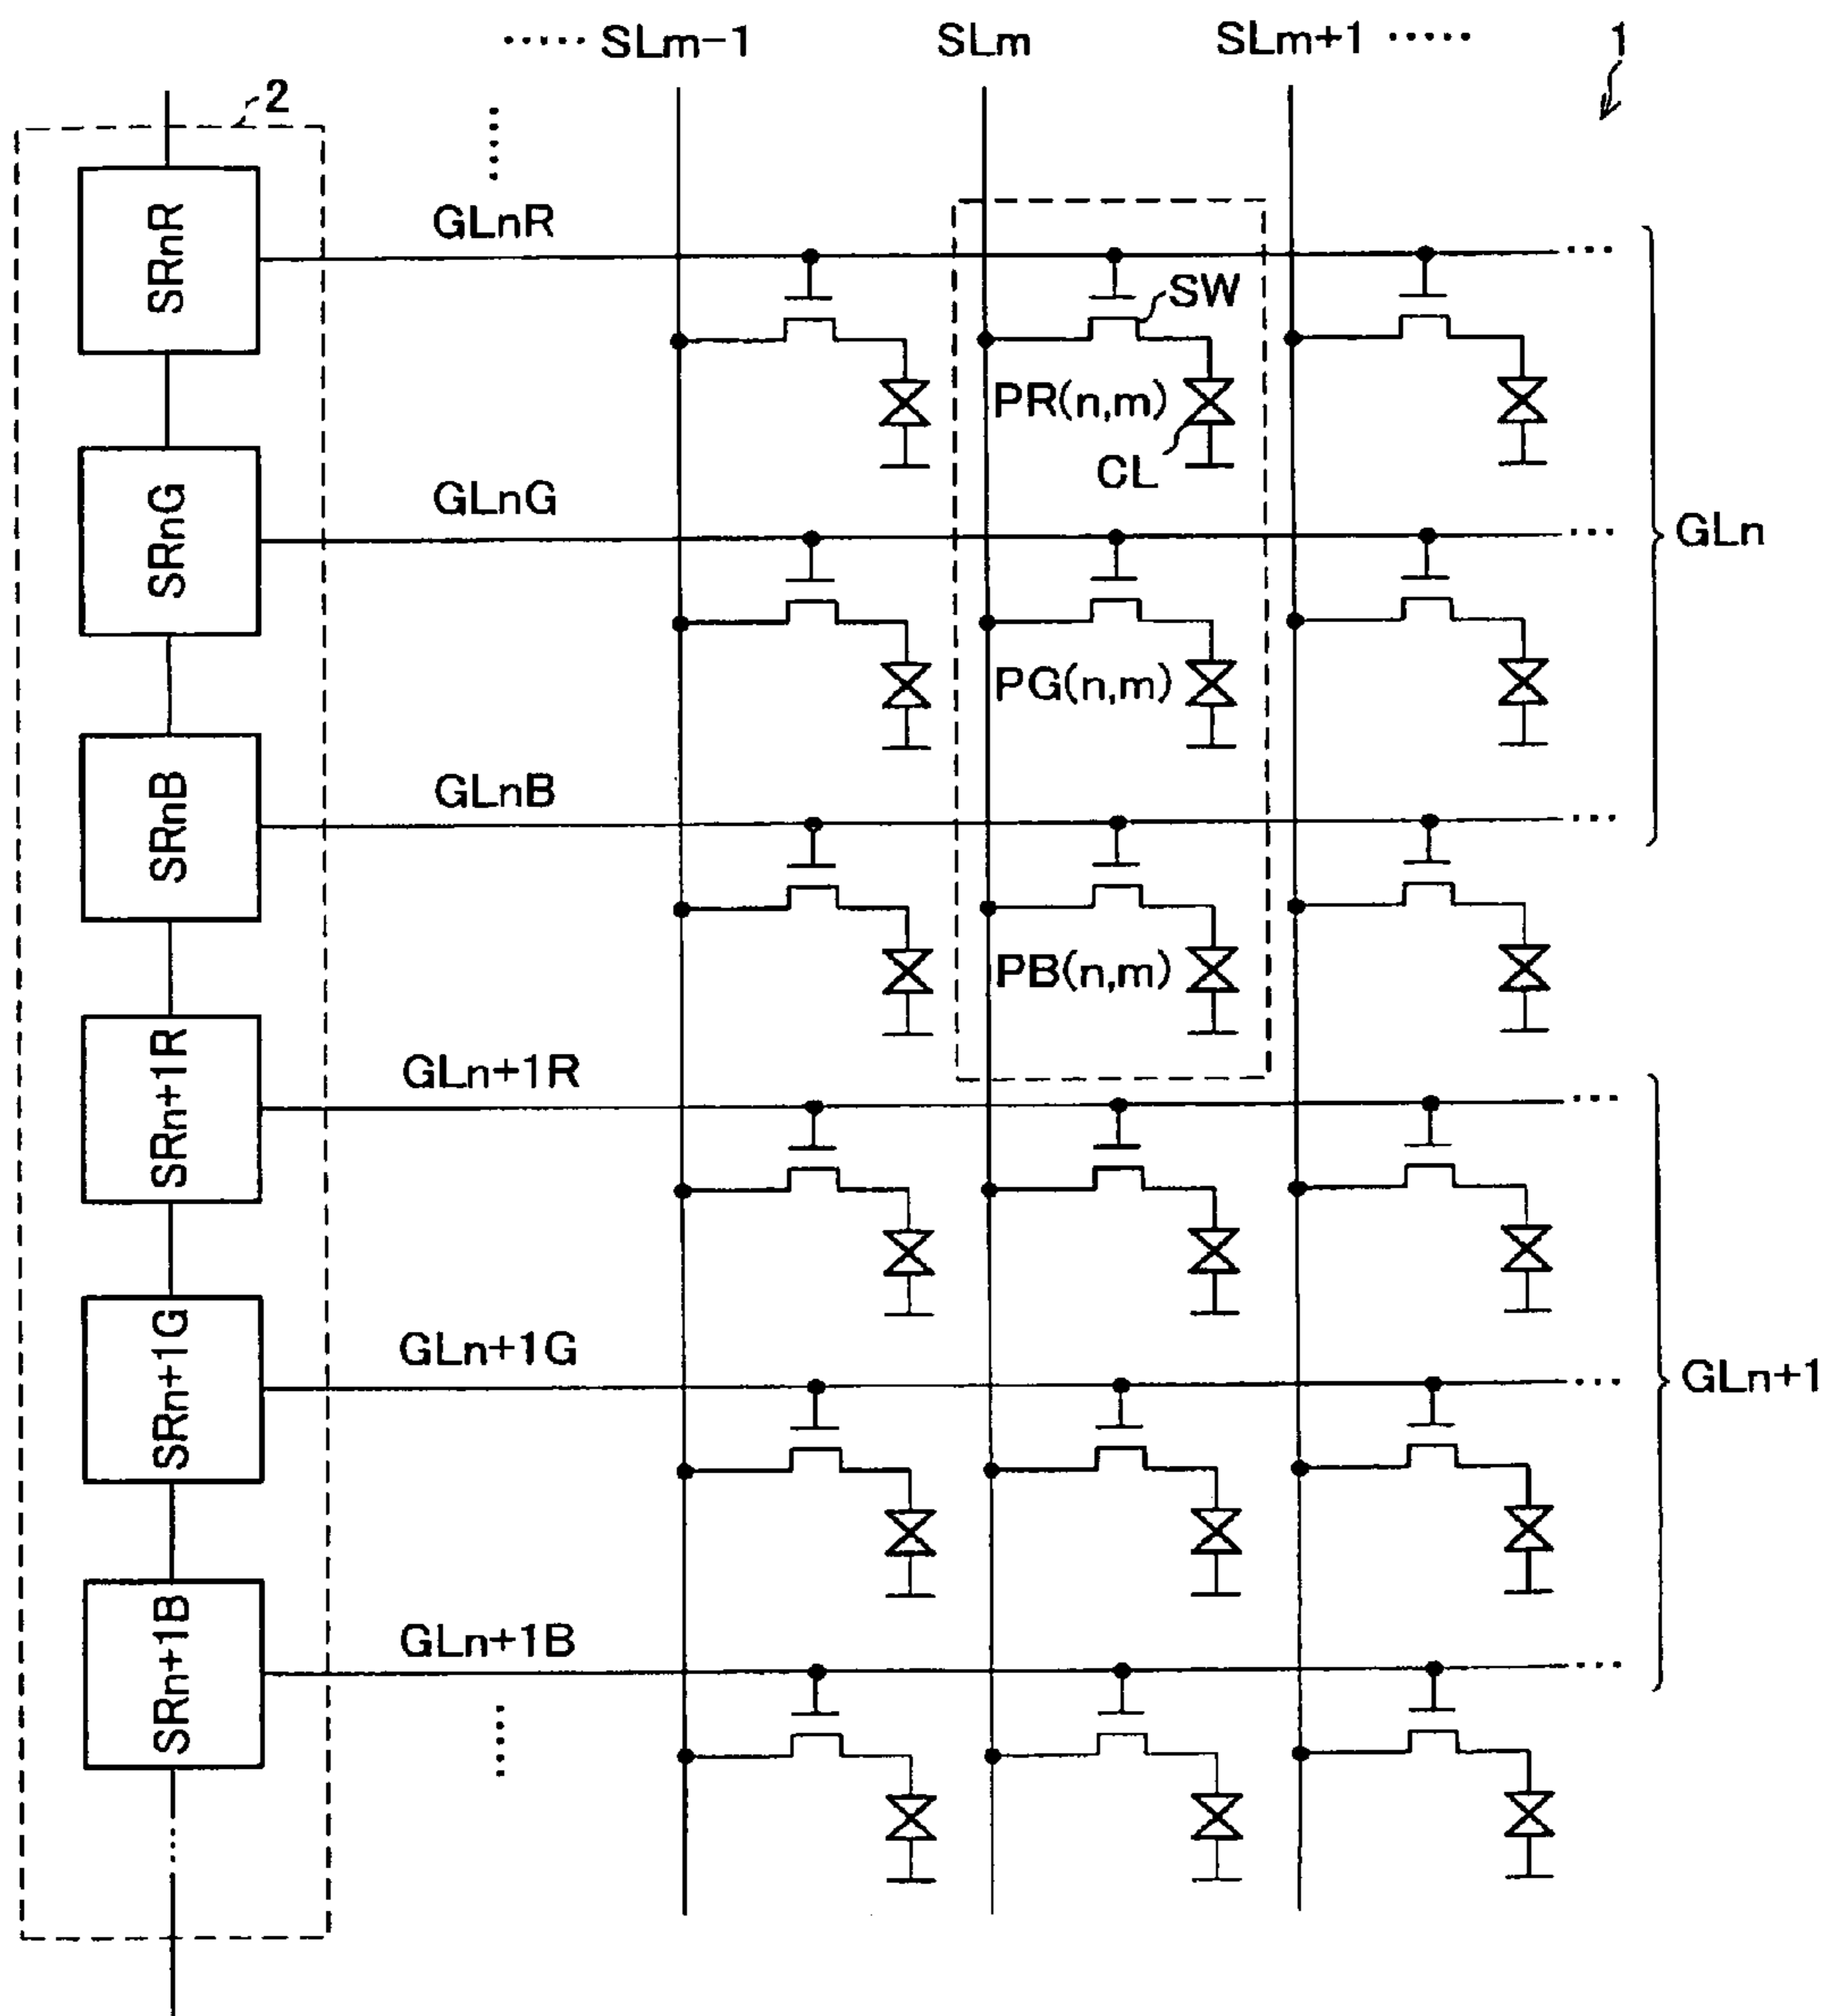 ····· SLm-1 SLm SLm+1 ·····
1
2
SRnR
GLnR
SW
PR(n,m)
CL
SRnG
GLnG
GLn
PG(n,m)
SRnB
GLnB
PB(n,m)
SRn+1R
GLn+1R
SRn+1G
GLn+1G
GLn+1
SRn+1B
GLn+1B